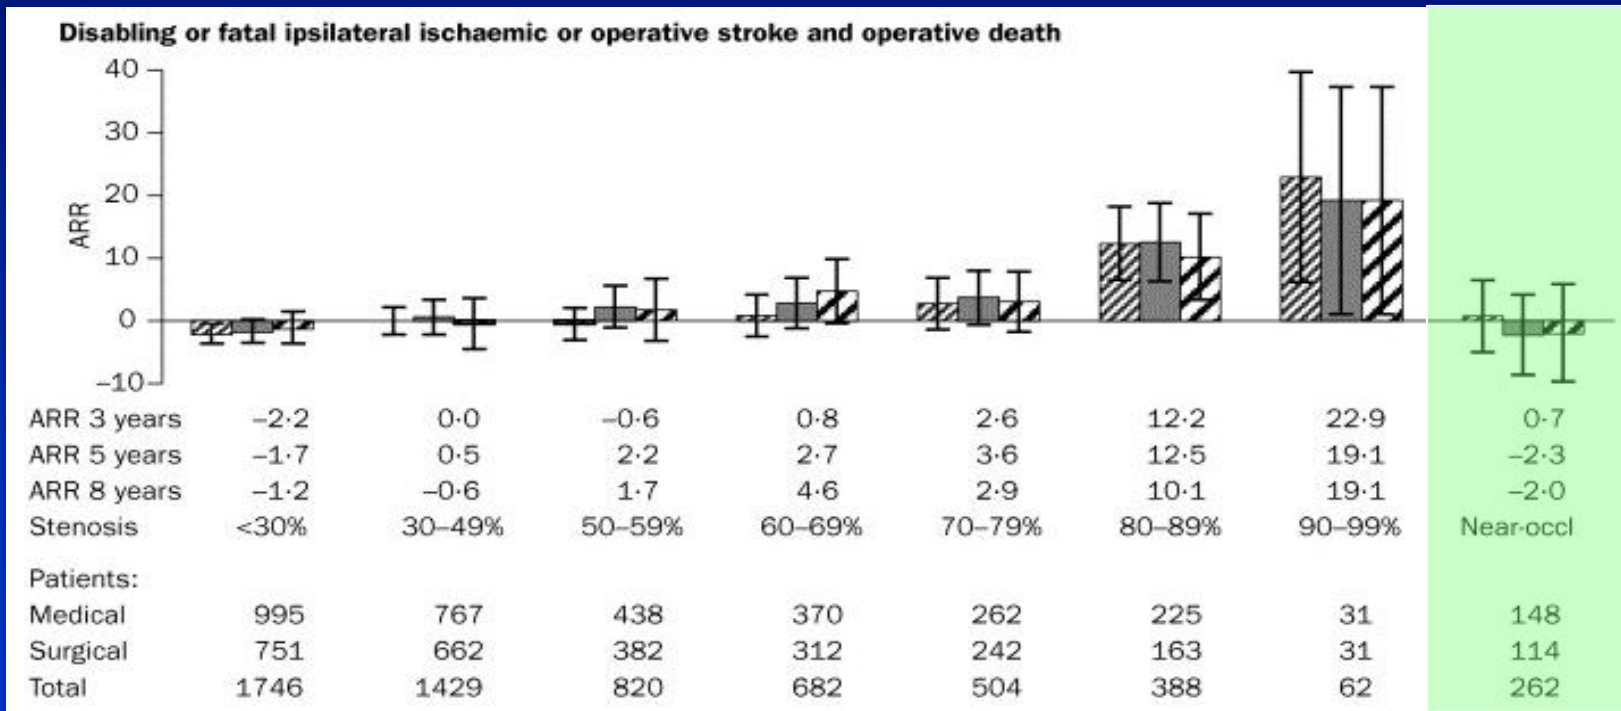 Disabling or fatal ipsilateral ischaemic or operative stroke and operative death
40
30
20
10
0
–10
ARR
ARR 3 years –2·2 0·0 –0·6 0·8 2·6 12·2 22·9 0·7
ARR 5 years –1·7 0·5 2·2 2·7 3·6 12·5 19·1 –2·3
ARR 8 years –1·2 –0·6 1·7 4·6 2·9 10·1 19·1 –2·0
Stenosis <30% 30–49% 50–59% 60–69% 70–79% 80–89% 90–99% Near-occl
Patients:
Medical 995 767 438 370 262 225 31 148
Surgical 751 662 382 312 242 163 31 114
Total 1746 1429 820 682 504 388 62 262